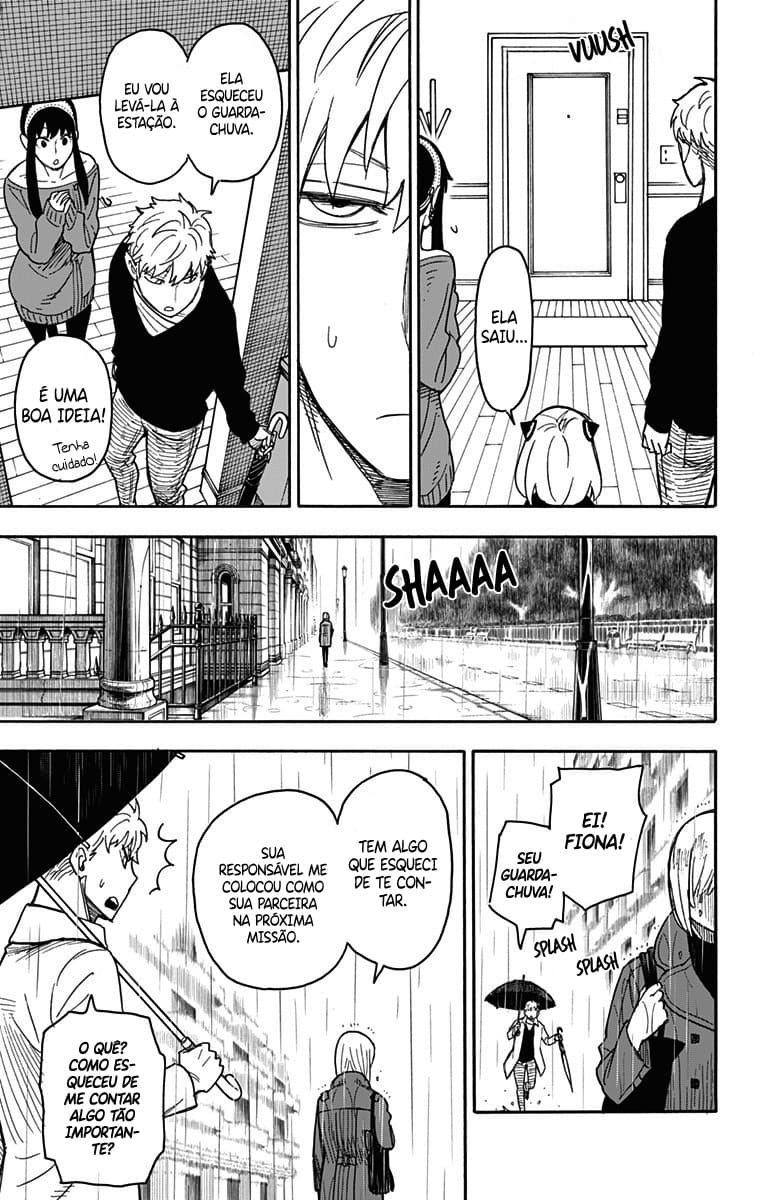 VUUSH
ELA
SAIU...
ELA
ESQUECEU
O GUARDA-
CHUVA.
EU VOU
LEVÁ-LA À
ESTAÇÃO.
É UMA
BOA IDEIA!
Tenha
cuidado!
SHAAAA
EI!
FIONA!
SEU
GUARDA-
CHUVA!
SPLASH
SPLASH
TEM ALGO
QUE ESQUECI
DE TE CON-
TAR.
SUA
RESPONSÁVEL ME
COLOCOU COMO
SUA PARCEIRA
NA PRÓXIMA
MISSÃO.
O QUÊ?
COMO ES-
QUECEU DE
ME CONTAR
ALGO TÃO
IMPORTAN-
TE?